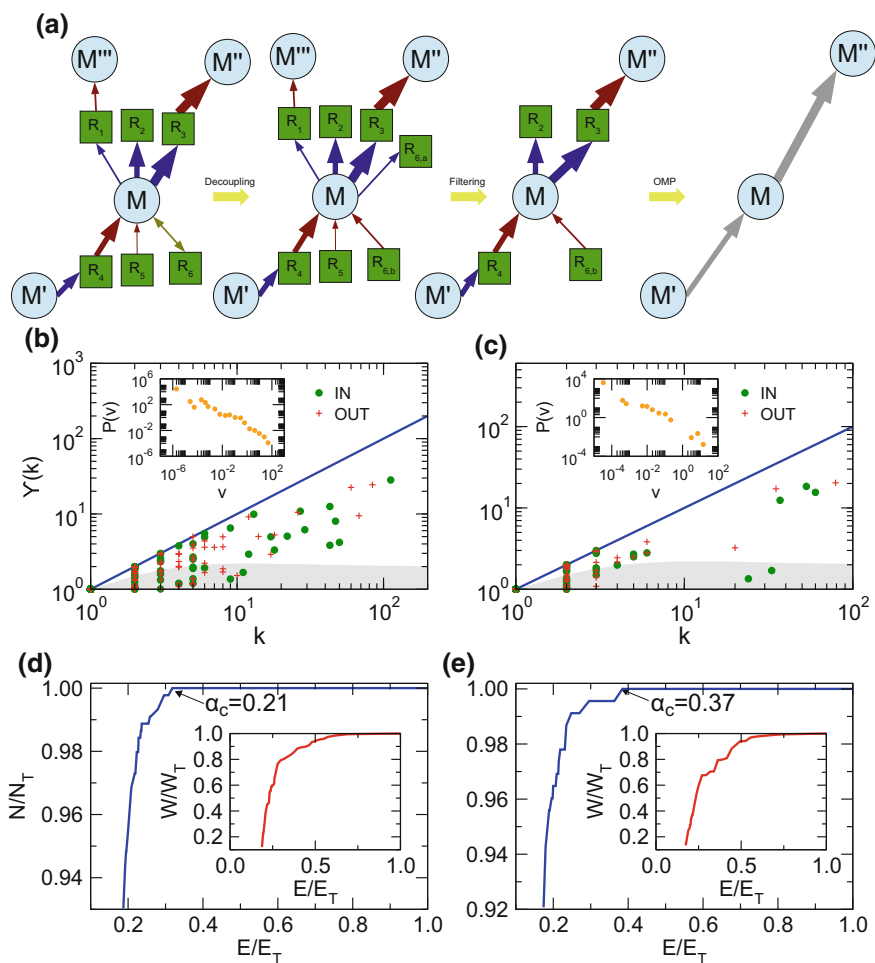 (a)
M''' M'' M''' M'' M''
R1 R2 R3 R1 R2 R3 R6,a R2 R3
M Decoupling M Filtering M OMP M
R4 R5 R6 R4 R5 R6,b R4 R6,b
M' M' M' M'
(b)
10^3
10^2
10^1
10^0
ϒ(k)
10^0 10^1 10^2
k
IN
OUT
P(v)
10^6
10^2
10^-2
10^-6
10^-6 10^-2 10^2
v
(c)
10^2
10^1
10^0
10^0 10^1 10^2
k
IN
OUT
P(v)
10^4
10^0
10^-4
10^-4 10^0 10^4
v
(d)
1.00
0.98
0.96
0.94
N/N_T
0.2 0.4 0.6 0.8 1.0
E/E_T
α_c=0.21
W/W_T
1.0
0.8
0.6
0.4
0.2
0.0 0.5 1.0
E/E_T
(e)
1.00
0.98
0.96
0.94
0.92
0.2 0.4 0.6 0.8 1.0
E/E_T
α_c=0.37
W/W_T
1.0
0.8
0.6
0.4
0.2
0.0 0.5 1.0
E/E_T